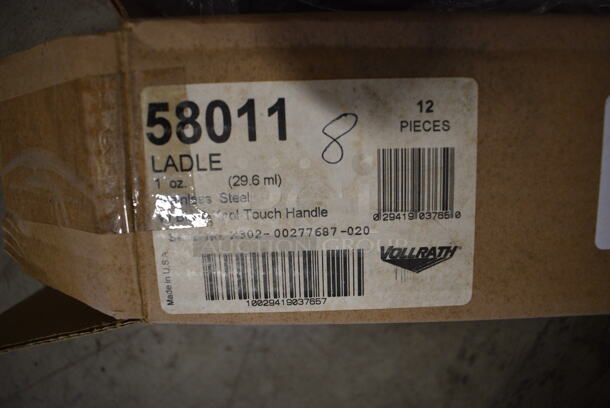 58011
8
12
PIECES
LADLE
1 oz. (29.6 ml)
Steel
Touch Handle
X302-00277687-020
Made in U.S.A.
10029419037657
0 29419 03765 0
VOLLRATH